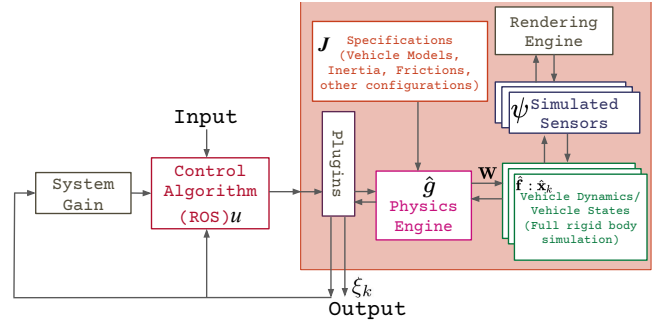 J Specifications
(Vehicle Models,
Inertia, Frictions,
other configurations)
Rendering
Engine
ψ Simulated
Sensors
Input
Plugins
System
Gain
Control
Algorithm
(ROS)u
ĝ
Physics
Engine
W
f̂ : x̂ₖ
Vehicle Dynamics/
Vehicle States
(Full rigid body
simulation)
ξₖ
Output